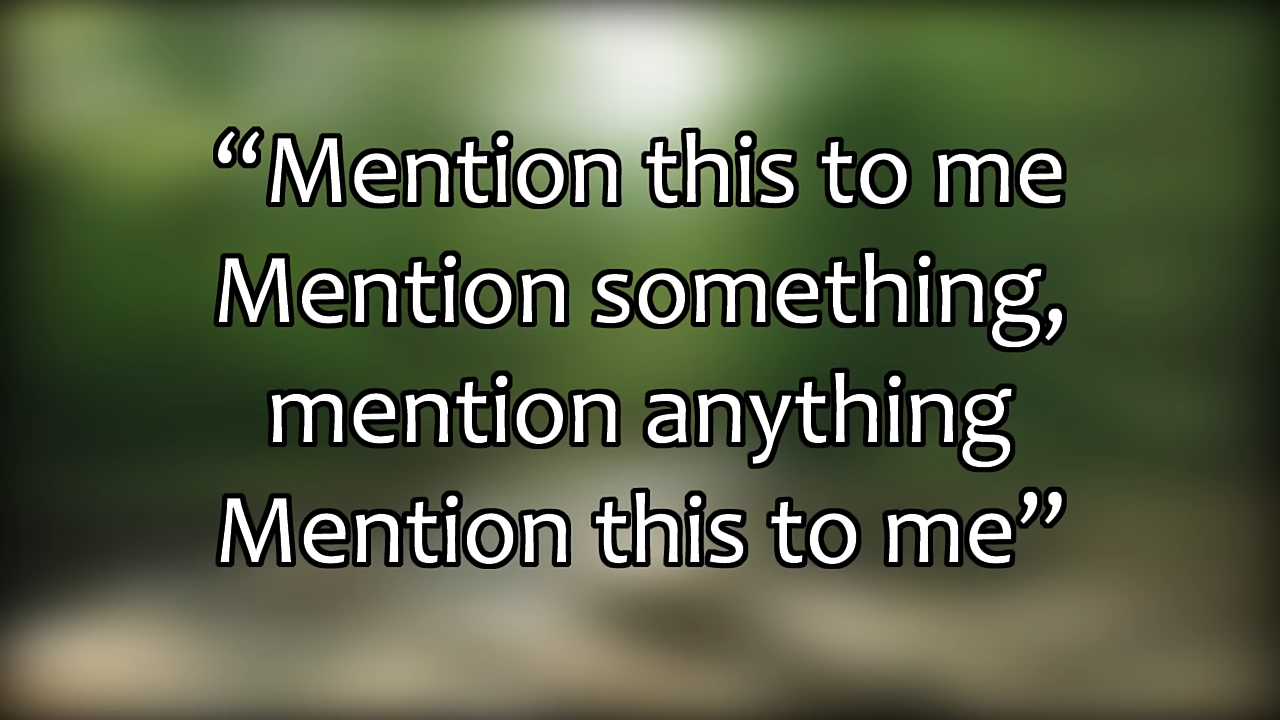 “Mention this to me
Mention something,
mention anything
Mention this to me”